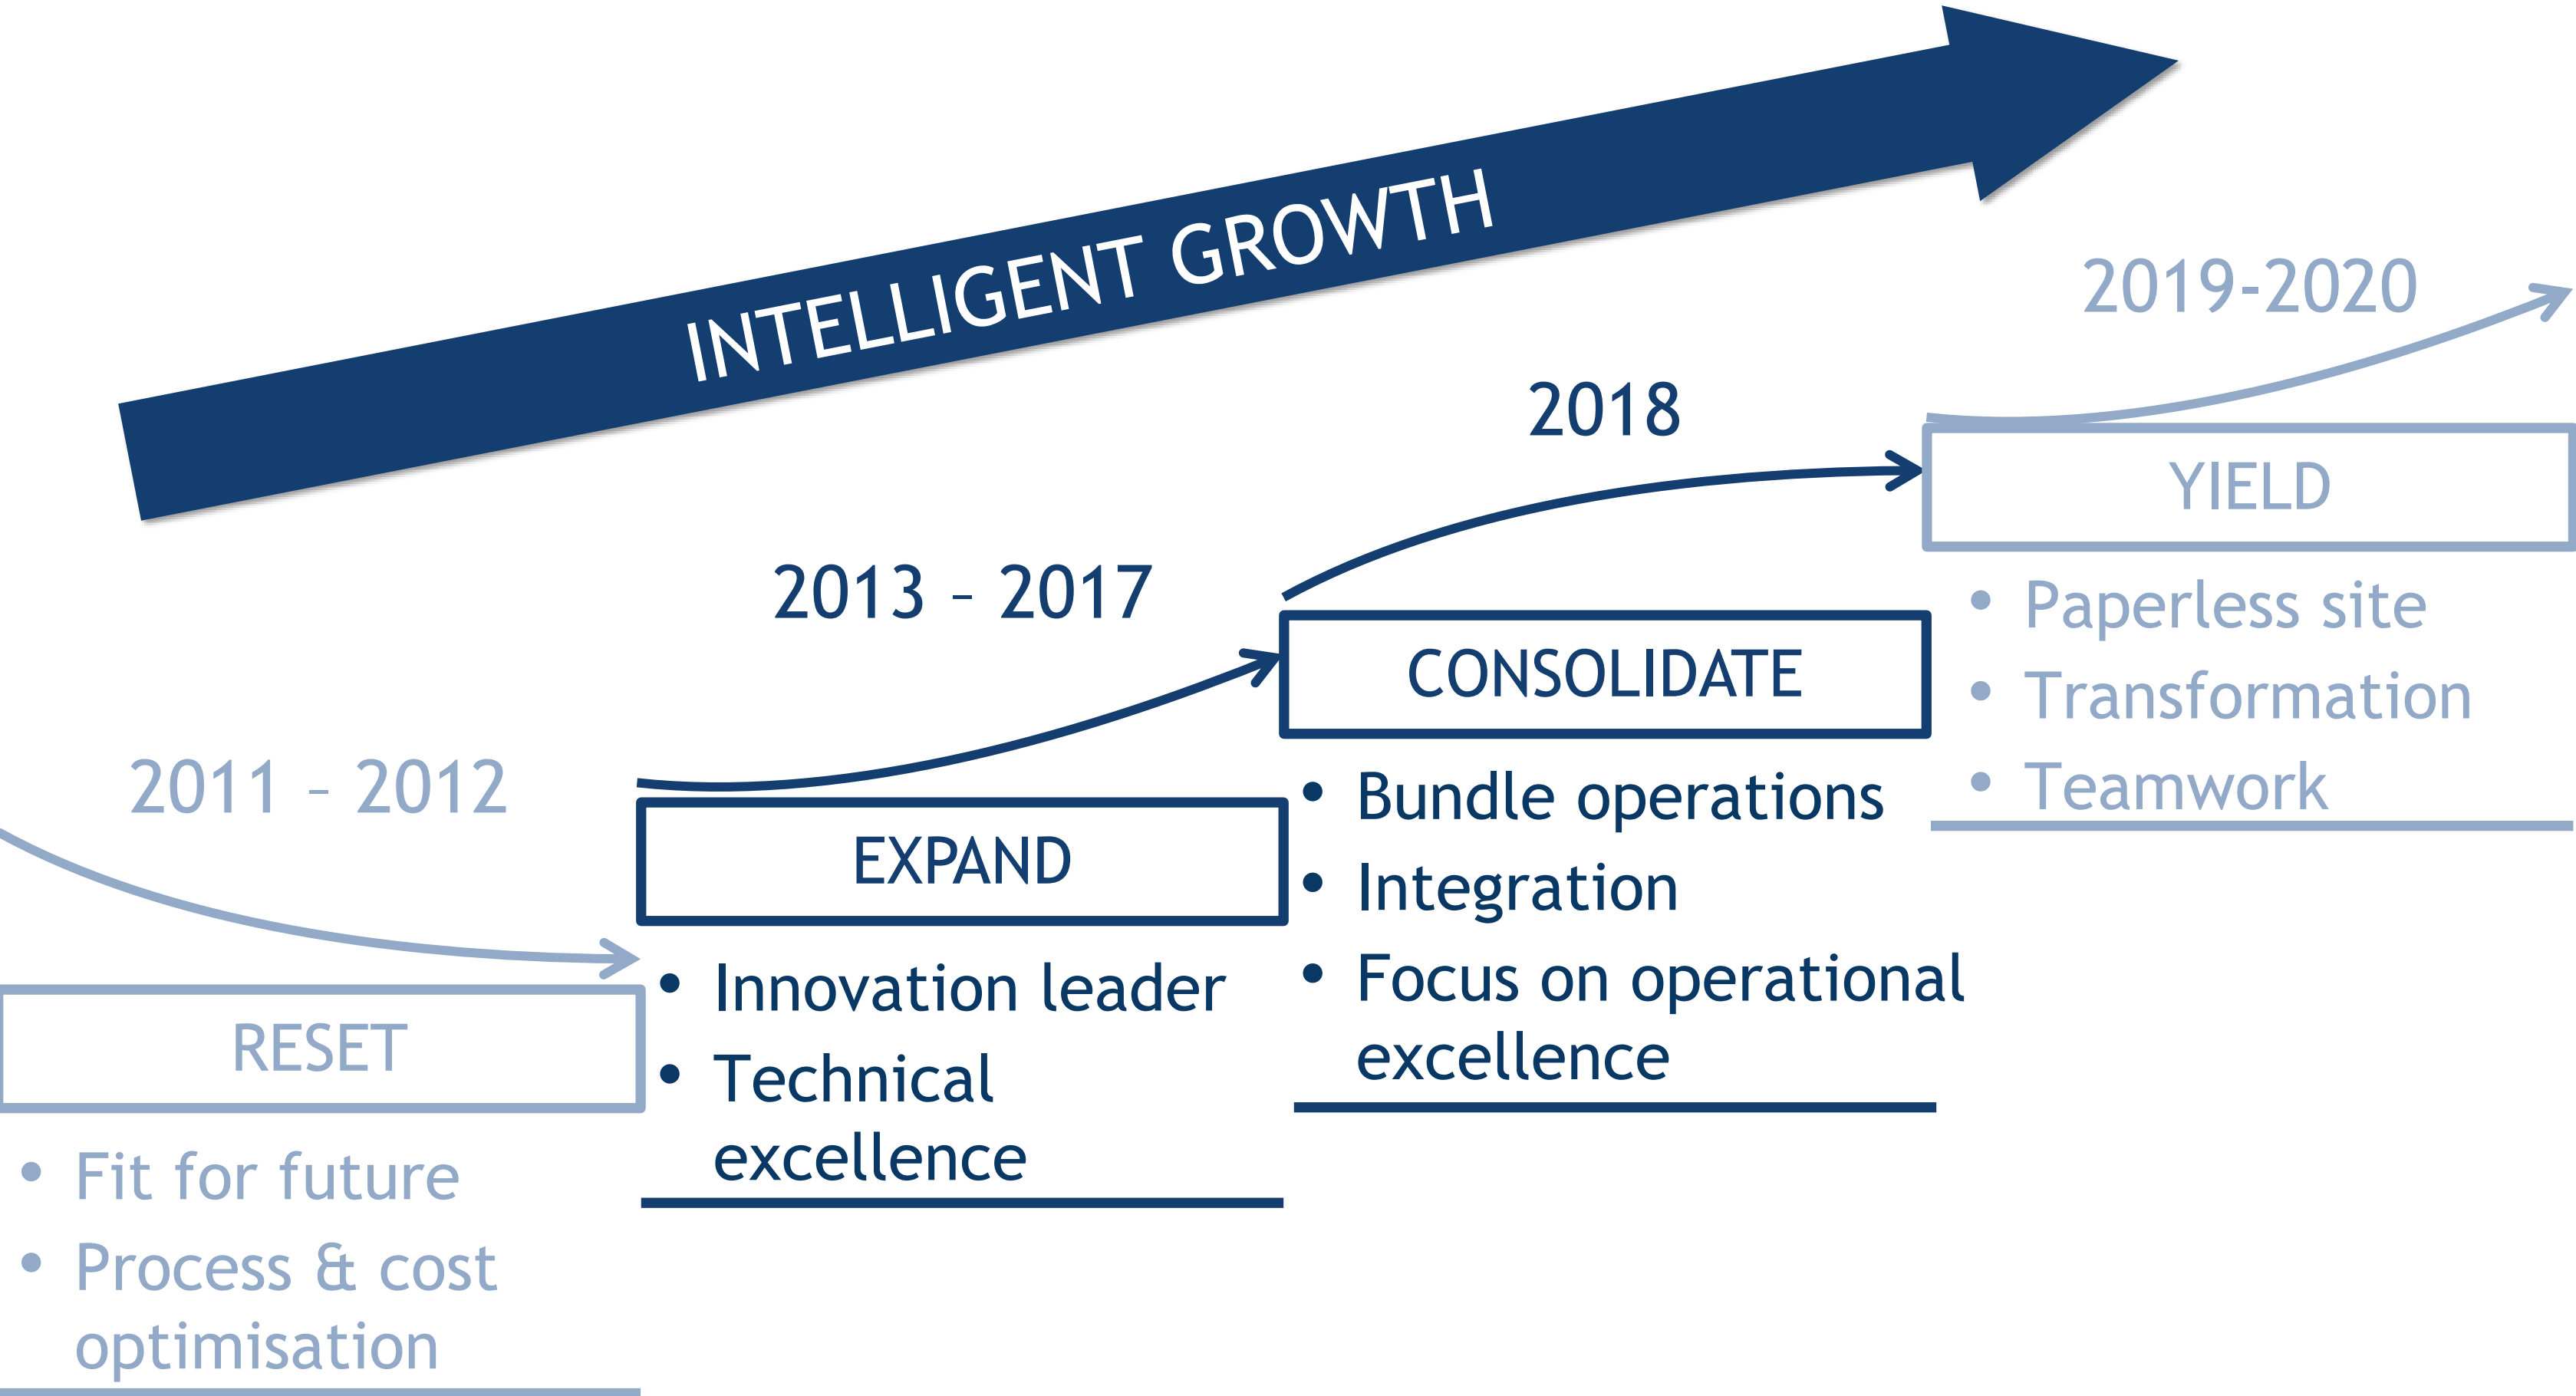 INTELLIGENT GROWTH
2011 – 2012
RESET
• Fit for future
• Process & cost
optimisation
2013 – 2017
EXPAND
• Innovation leader
• Technical
excellence
2018
CONSOLIDATE
• Bundle operations
• Integration
• Focus on operational
excellence
2019-2020
YIELD
• Paperless site
• Transformation
• Teamwork